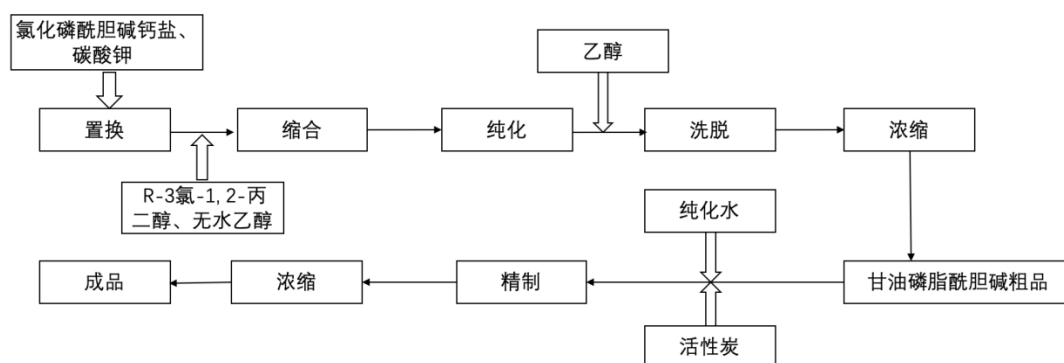 氯化磷酰胆碱钙盐、
碳酸钾
乙醇
置换
缩合
纯化
洗脱
浓缩
R-3氯-1, 2-丙
二醇、无水乙醇
纯化水
成品
浓缩
精制
甘油磷脂酰胆碱粗品
活性炭